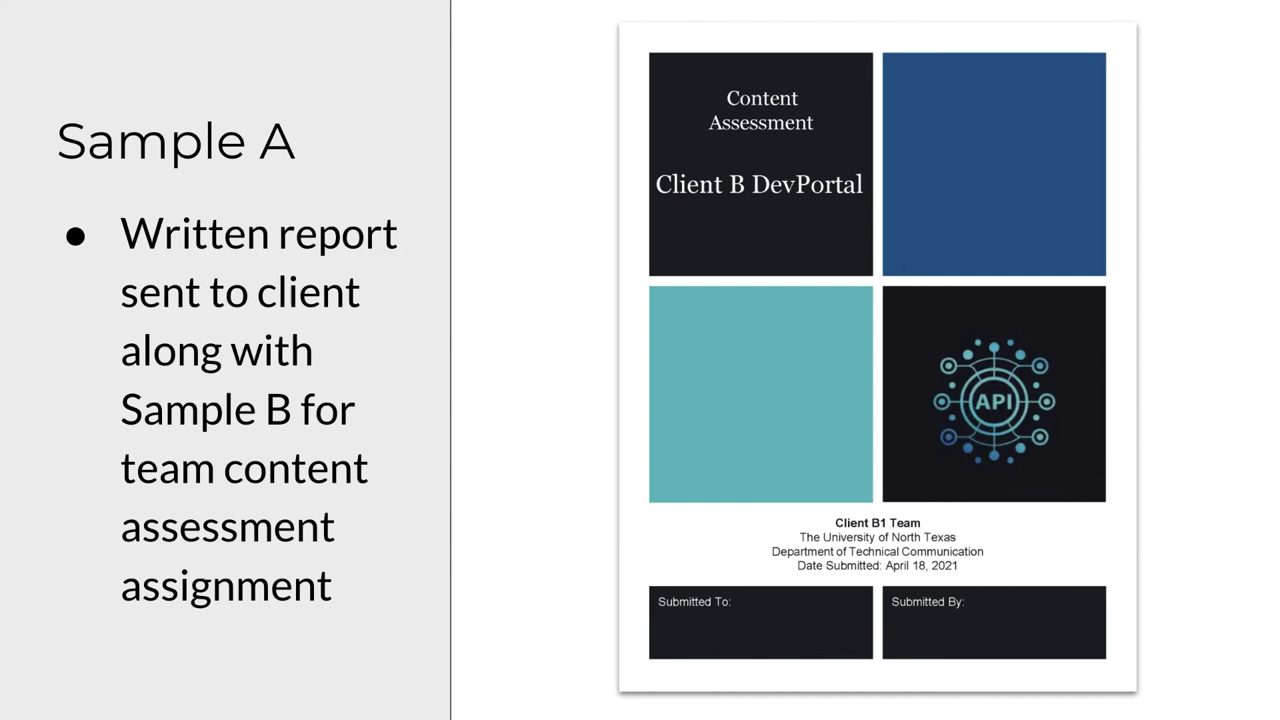 Sample A
● Written report
sent to client
along with
Sample B for
team content
assessment
assignment
Content
Assessment
Client B DevPortal
API
Client B1 Team
The University of North Texas
Department of Technical Communication
Date Submitted: April 18, 2021
Submitted To:
Submitted By: